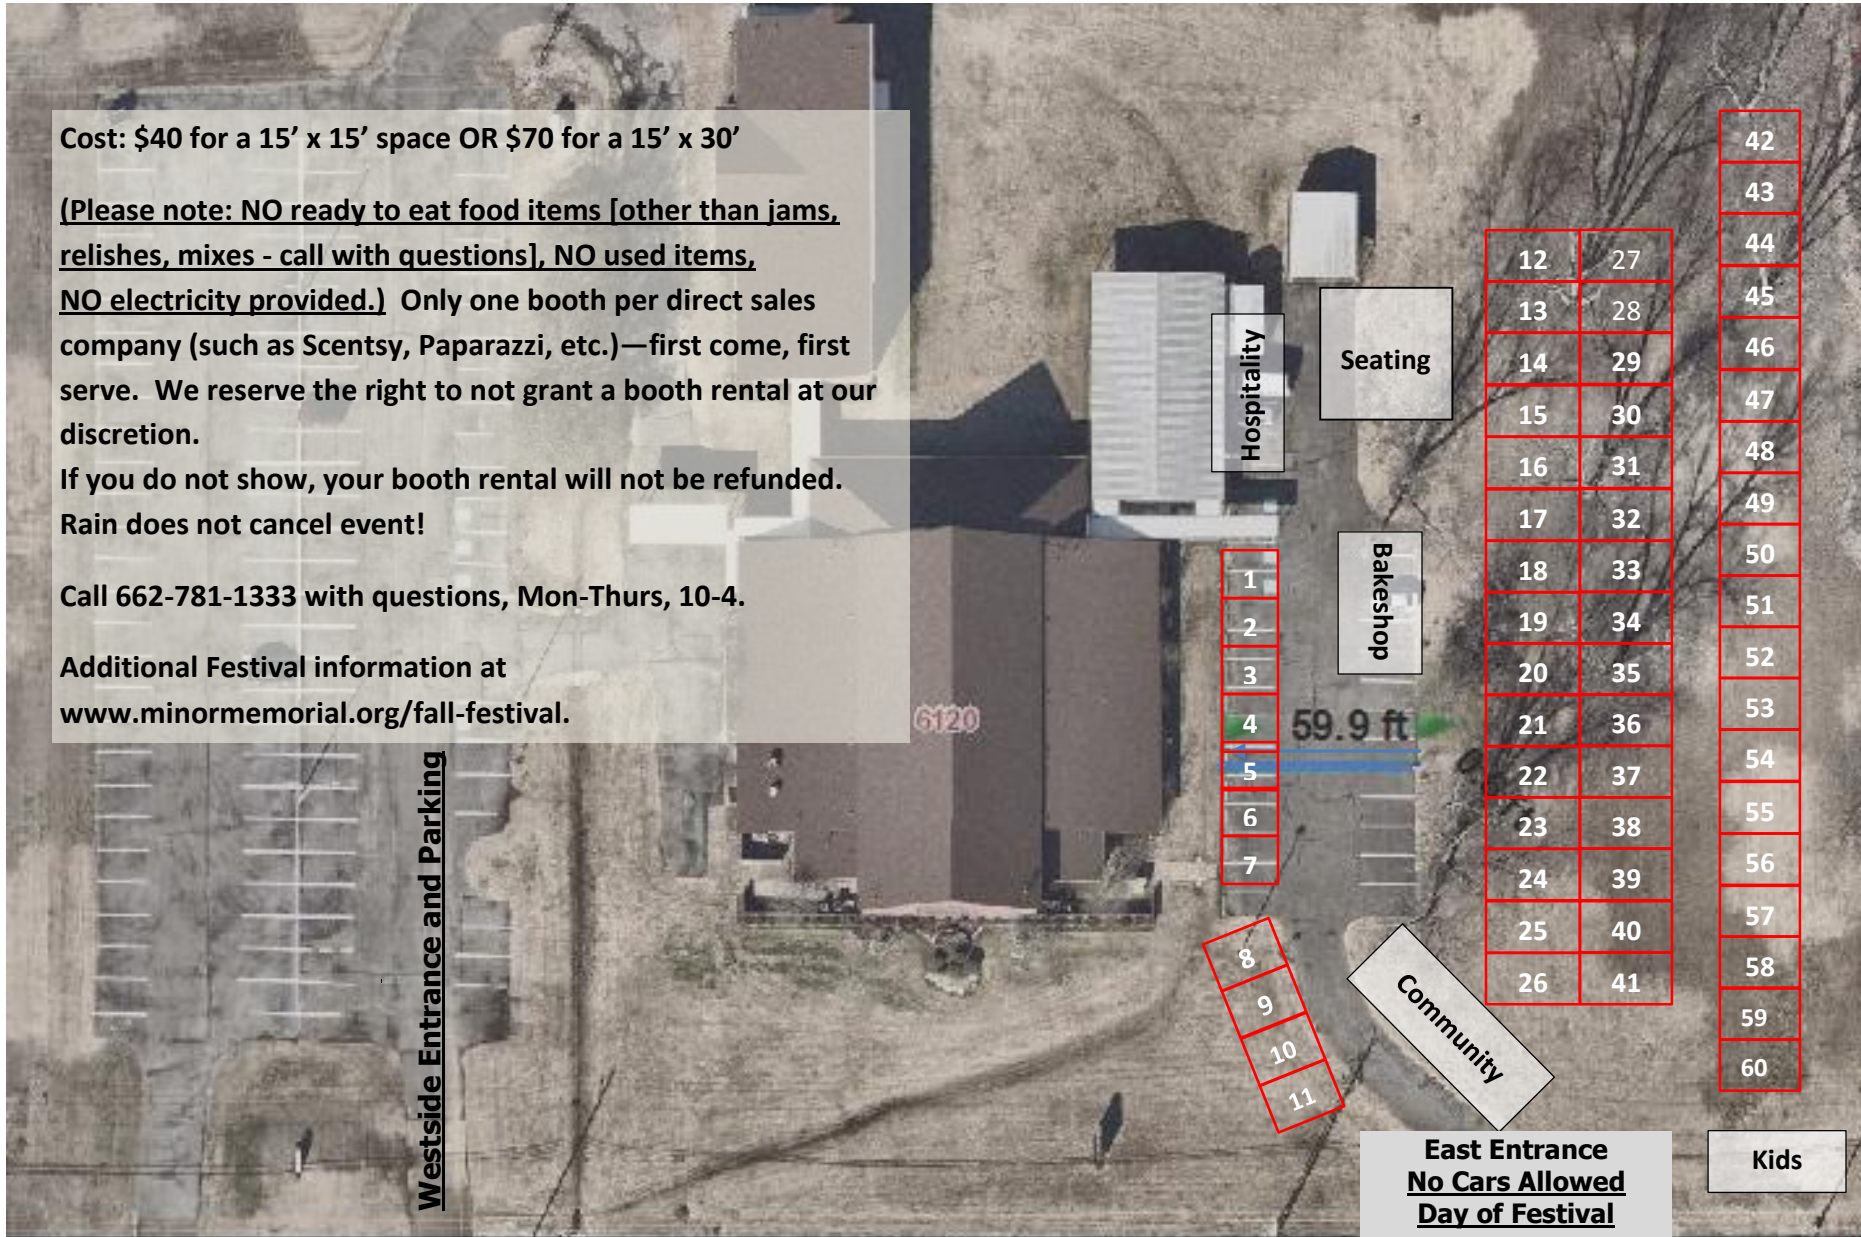 Cost: $40 for a 15’ x 15’ space OR $70 for a 15’ x 30’
(Please note: NO ready to eat food items [other than jams,
relishes, mixes - call with questions], NO used items,
NO electricity provided.)  Only one booth per direct sales
company (such as Scentsy, Paparazzi, etc.)—first come, first
serve.  We reserve the right to not grant a booth rental at our
discretion.
If you do not show, your booth rental will not be refunded.
Rain does not cancel event!
Call 662-781-1333 with questions, Mon-Thurs, 10-4.
Additional Festival information at
www.minormemorial.org/fall-festival.
Westside Entrance and Parking
6120
Hospitality
Seating
Bakeshop
59.9 ft
1
2
3
4
5
6
7
8
9
10
11
Community
12 27
13 28
14 29
15 30
16 31
17 32
18 33
19 34
20 35
21 36
22 37
23 38
24 39
25 40
26 41
42
43
44
45
46
47
48
49
50
51
52
53
54
55
56
57
58
59
60
East Entrance
No Cars Allowed
Day of Festival
Kids